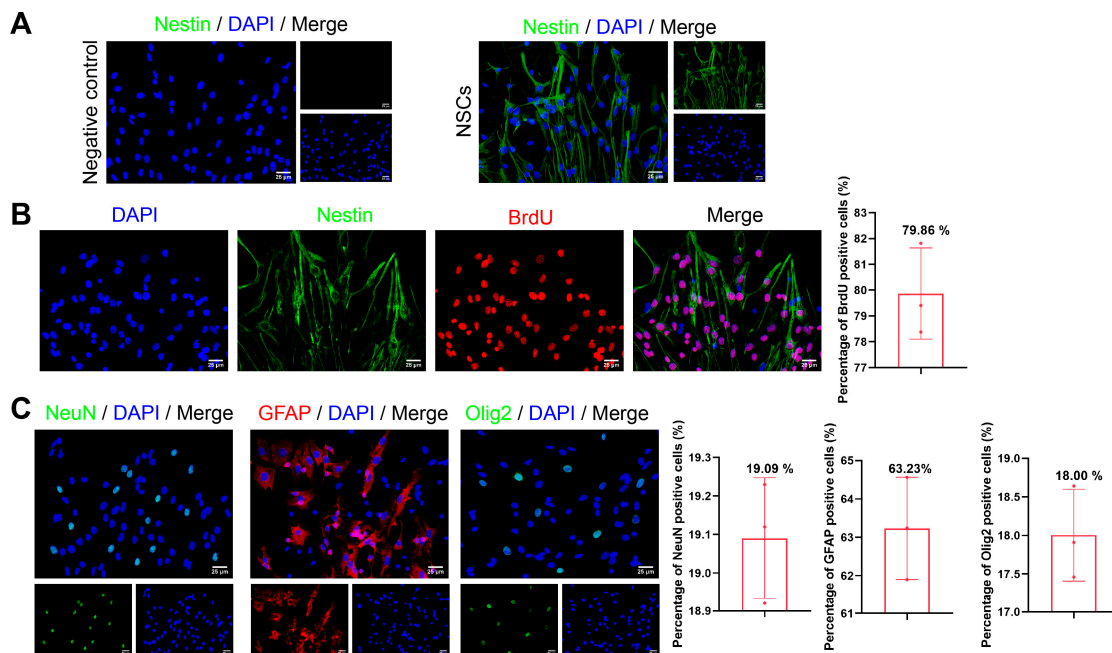 A
Nestin / DAPI / Merge
Negative control
25 µm
Nestin / DAPI / Merge
NSCs
25 µm
B
DAPI
25 µm
Nestin
25 µm
BrdU
25 µm
Merge
25 µm
Percentage of BrdU positive cells (%)
79.86 %
83
82
81
80
79
78
77
C
NeuN / DAPI / Merge
25 µm
GFAP / DAPI / Merge
25 µm
Olig2 / DAPI / Merge
25 µm
Percentage of NeuN positive cells (%)
19.09 %
19.3
19.2
19.1
19.0
18.9
Percentage of GFAP positive cells (%)
63.23%
65
64
63
62
61
Percentage of Olig2 positive cells (%)
18.00 %
19.0
18.5
18.0
17.5
17.0